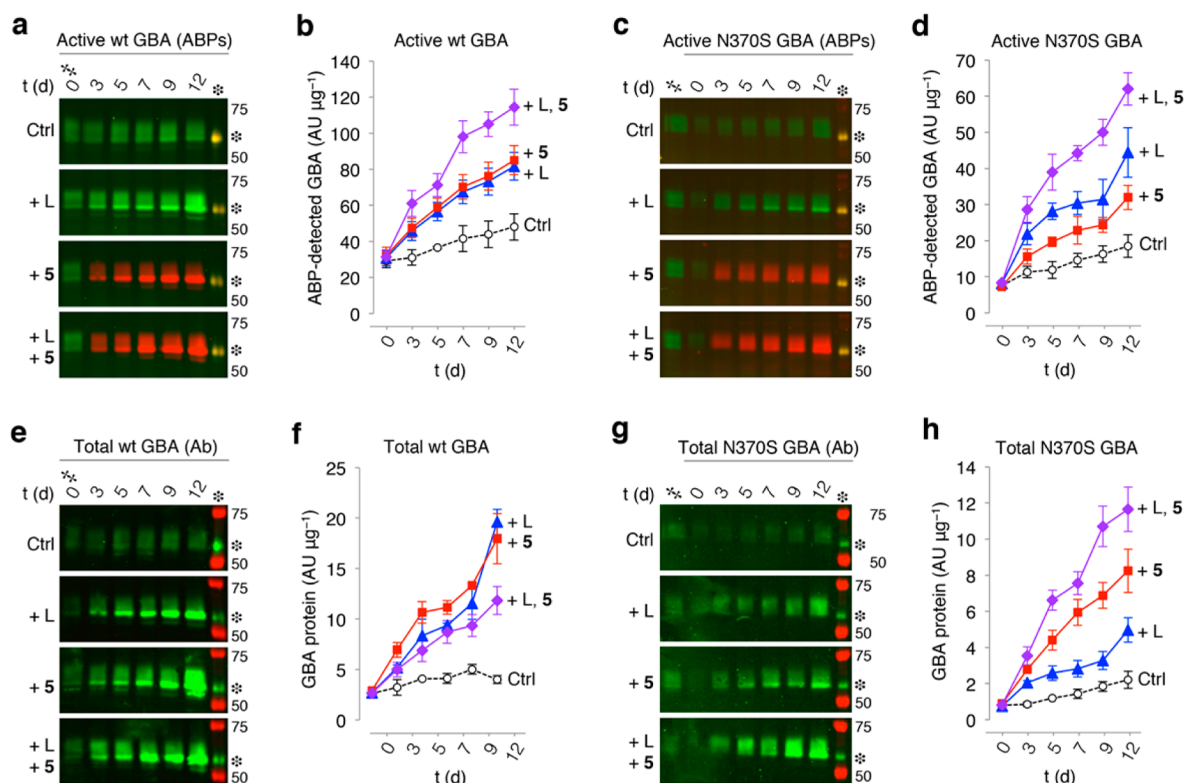 a
Active wt GBA (ABPs)
t (d) 0 ‡ 3 5 7 9 12 ✽
Ctrl
75
✽
50
+ L
75
✽
50
+ 5
75
✽
50
+ L
+ 5
75
✽
50
b
Active wt GBA
ABP-detected GBA (AU µg⁻¹)
140
120
100
80
60
40
20
0
+ L, 5
+ 5
+ L
Ctrl
0 3 5 7 9 12
t (d)
c
Active N370S GBA (ABPs)
t (d) ‡ 0 3 5 7 9 12 ✽
Ctrl
75
✽
50
+ L
75
✽
50
+ 5
75
✽
50
+ L
+ 5
75
✽
50
d
Active N370S GBA
ABP-detected GBA (AU µg⁻¹)
70
60
50
40
30
20
10
0
+ L, 5
+ L
+ 5
Ctrl
0 3 5 7 9 12
t (d)
e
Total wt GBA (Ab)
t (d) 0 ‡ 3 5 7 9 12 ✽
Ctrl
75
✽
50
+ L
75
✽
50
+ 5
75
✽
50
+ L
+ 5
75
✽
50
f
Total wt GBA
GBA protein (AU µg⁻¹)
25
20
15
10
5
0
+ L
+ 5
+ L, 5
Ctrl
0 3 5 7 9 12
t (d)
g
Total N370S GBA (Ab)
t (d) ‡ 0 3 5 7 9 12 ✽
Ctrl
75
✽
50
+ L
75
✽
50
+ 5
75
✽
50
+ L
+ 5
75
✽
50
h
Total N370S GBA
GBA protein (AU µg⁻¹)
14
12
10
8
6
4
2
0
+ L, 5
+ 5
+ L
Ctrl
0 3 5 7 9 12
t (d)